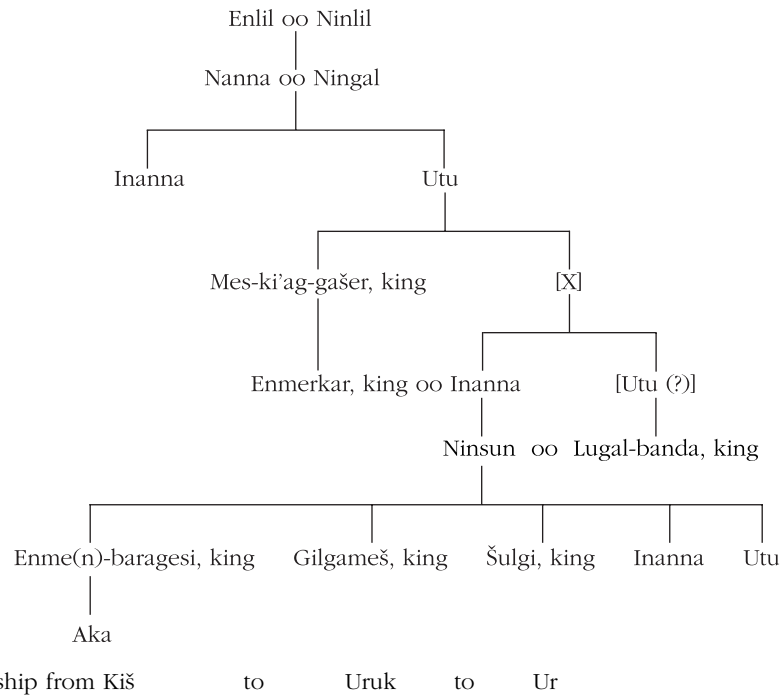 Enlil oo Ninlil
Nanna oo Ningal
Inanna Utu
Mes-ki'ag-gašer, king [X]
Enmerkar, king oo Inanna [Utu (?)]
Ninsun oo Lugal-banda, king
Enme(n)-baragesi, king Gilgameš, king Šulgi, king Inanna Utu
Aka
ship from Kiš to Uruk to Ur